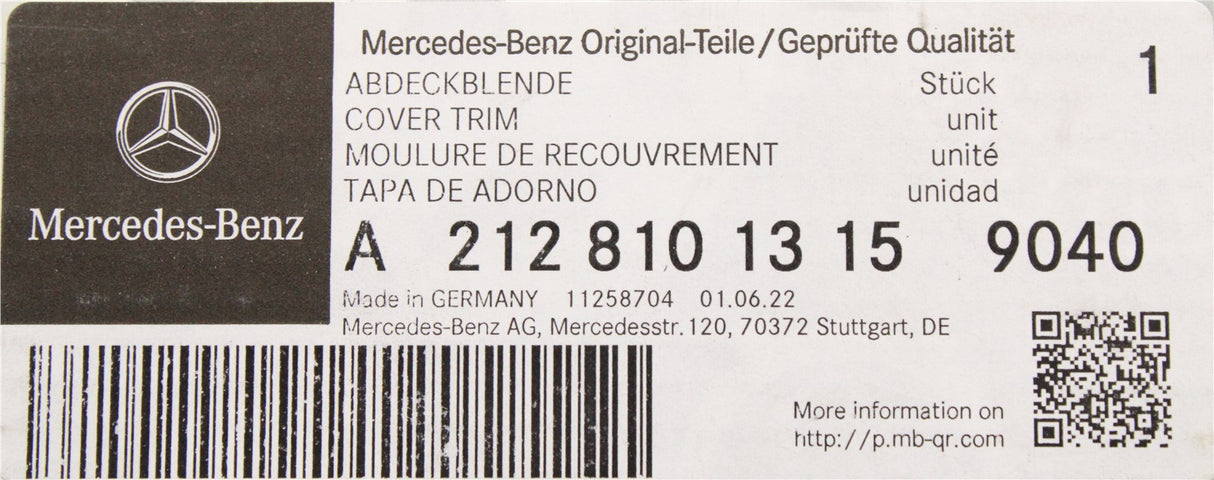 Mercedes-Benz
Mercedes-Benz Original-Teile/Geprüfte Qualität
1
ABDECKBLENDE Stück
COVER TRIM unit
MOULURE DE RECOUVREMENT unité
TAPA DE ADORNO unidad
A 212 810 13 15 9040
Made in GERMANY 11258704 01.06.22
Mercedes-Benz AG, Mercedesstr. 120, 70372 Stuttgart, DE
More information on
http://p.mb-qr.com